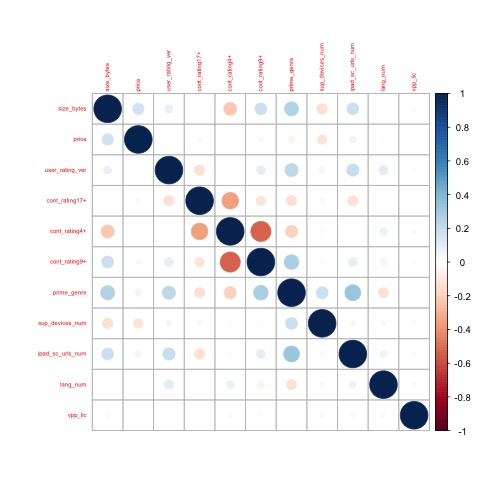 size_bytes
price
user_rating_ver
cont_rating17+
cont_rating4+
cont_rating9+
prime_genre
sup_devices_num
ipad_sc_urls_num
lang_num
vpp_lic
size_bytes
price
user_rating_ver
cont_rating17+
cont_rating4+
cont_rating9+
prime_genre
sup_devices_num
ipad_sc_urls_num
lang_num
vpp_lic
1
0.8
0.6
0.4
0.2
0
-0.2
-0.4
-0.6
-0.8
-1